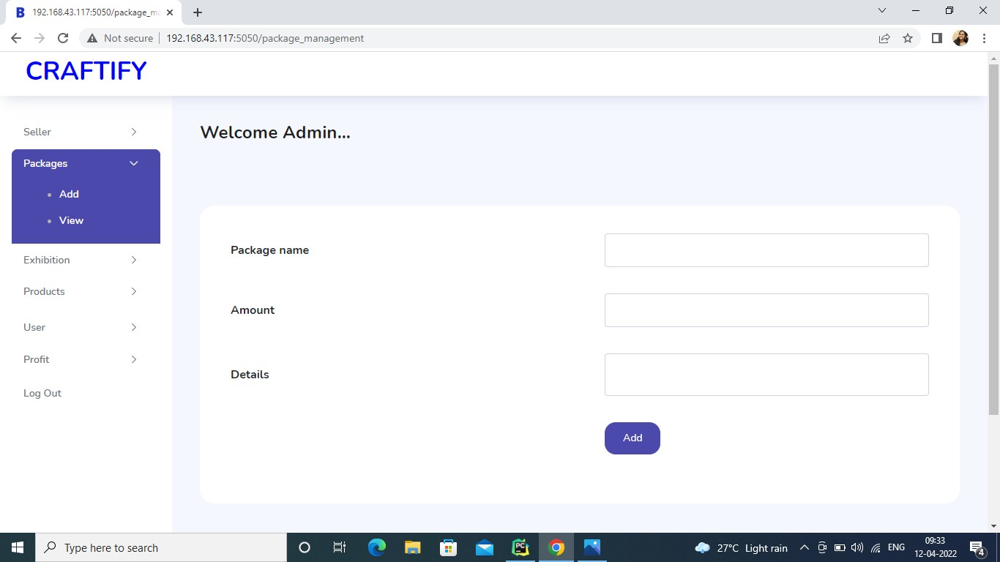 192.168.43.117:5050/package_ma
Not secure
192.168.43.117:5050/package_management
CRAFTIFY
Seller
Packages
Add
View
Exhibition
Products
User
Profit
Log Out
Welcome Admin...
Package name
Amount
Details
Add
Type here to search
27°C Light rain
ENG
09:33
12-04-2022
4